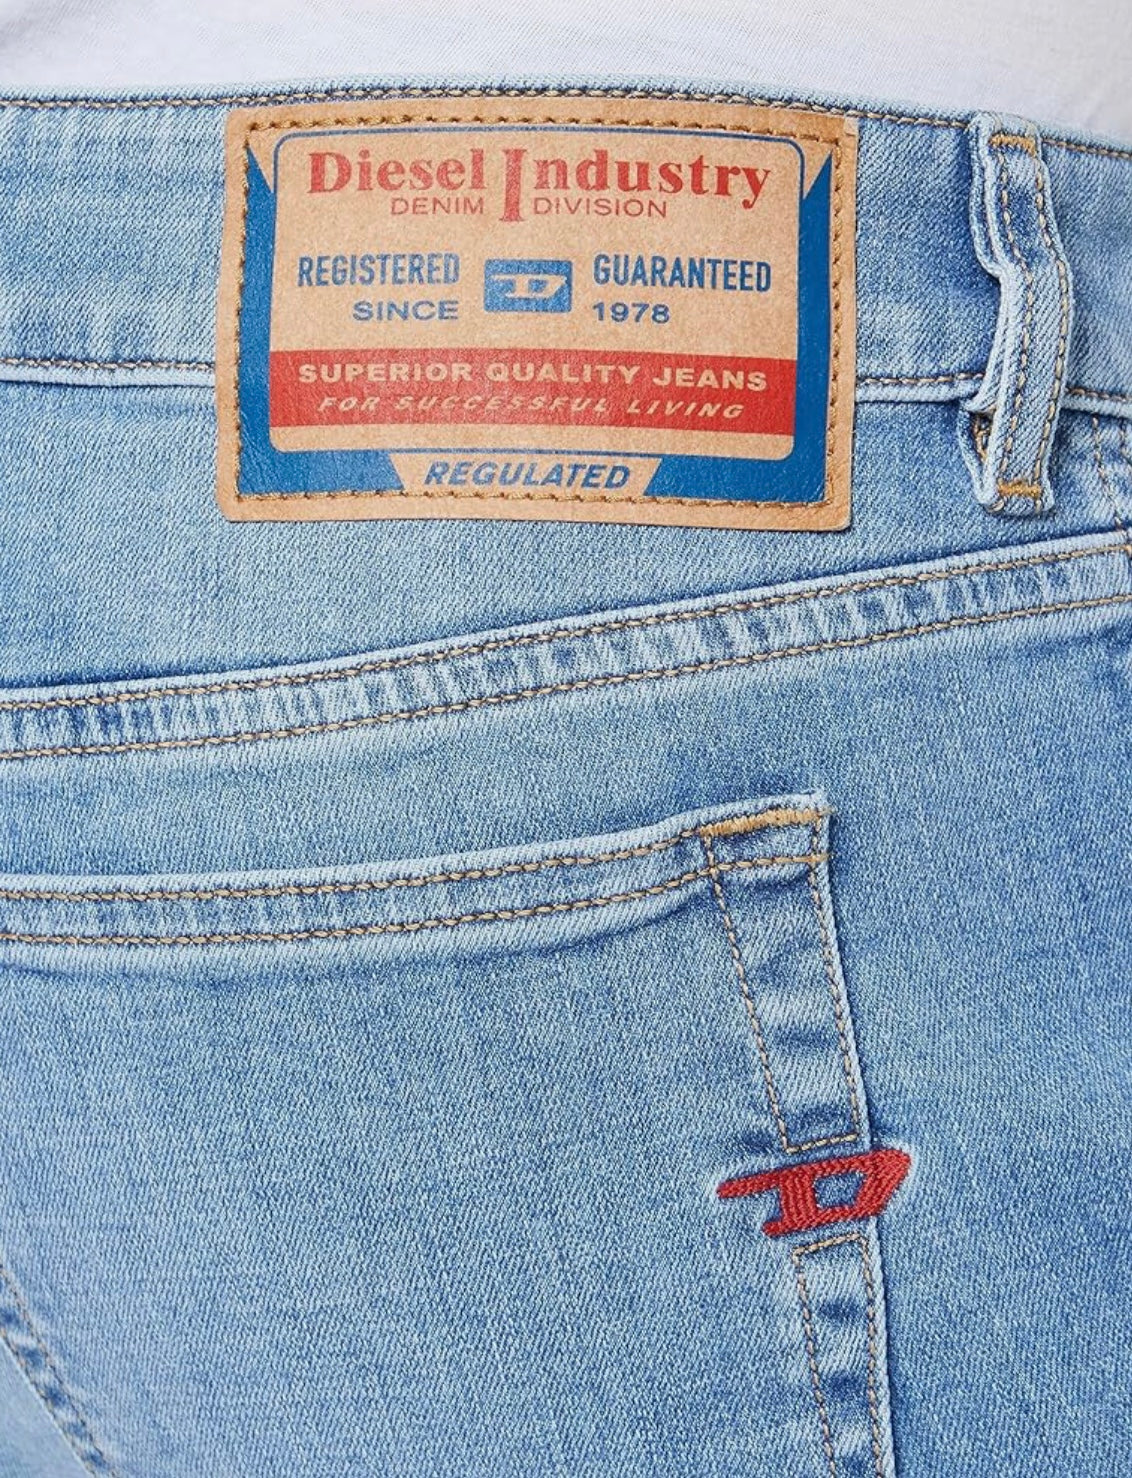 Diesel Industry
DENIM DIVISION
REGISTERED D GUARANTEED
SINCE 1978
SUPERIOR QUALITY JEANS
FOR SUCCESSFUL LIVING
REGULATED
D